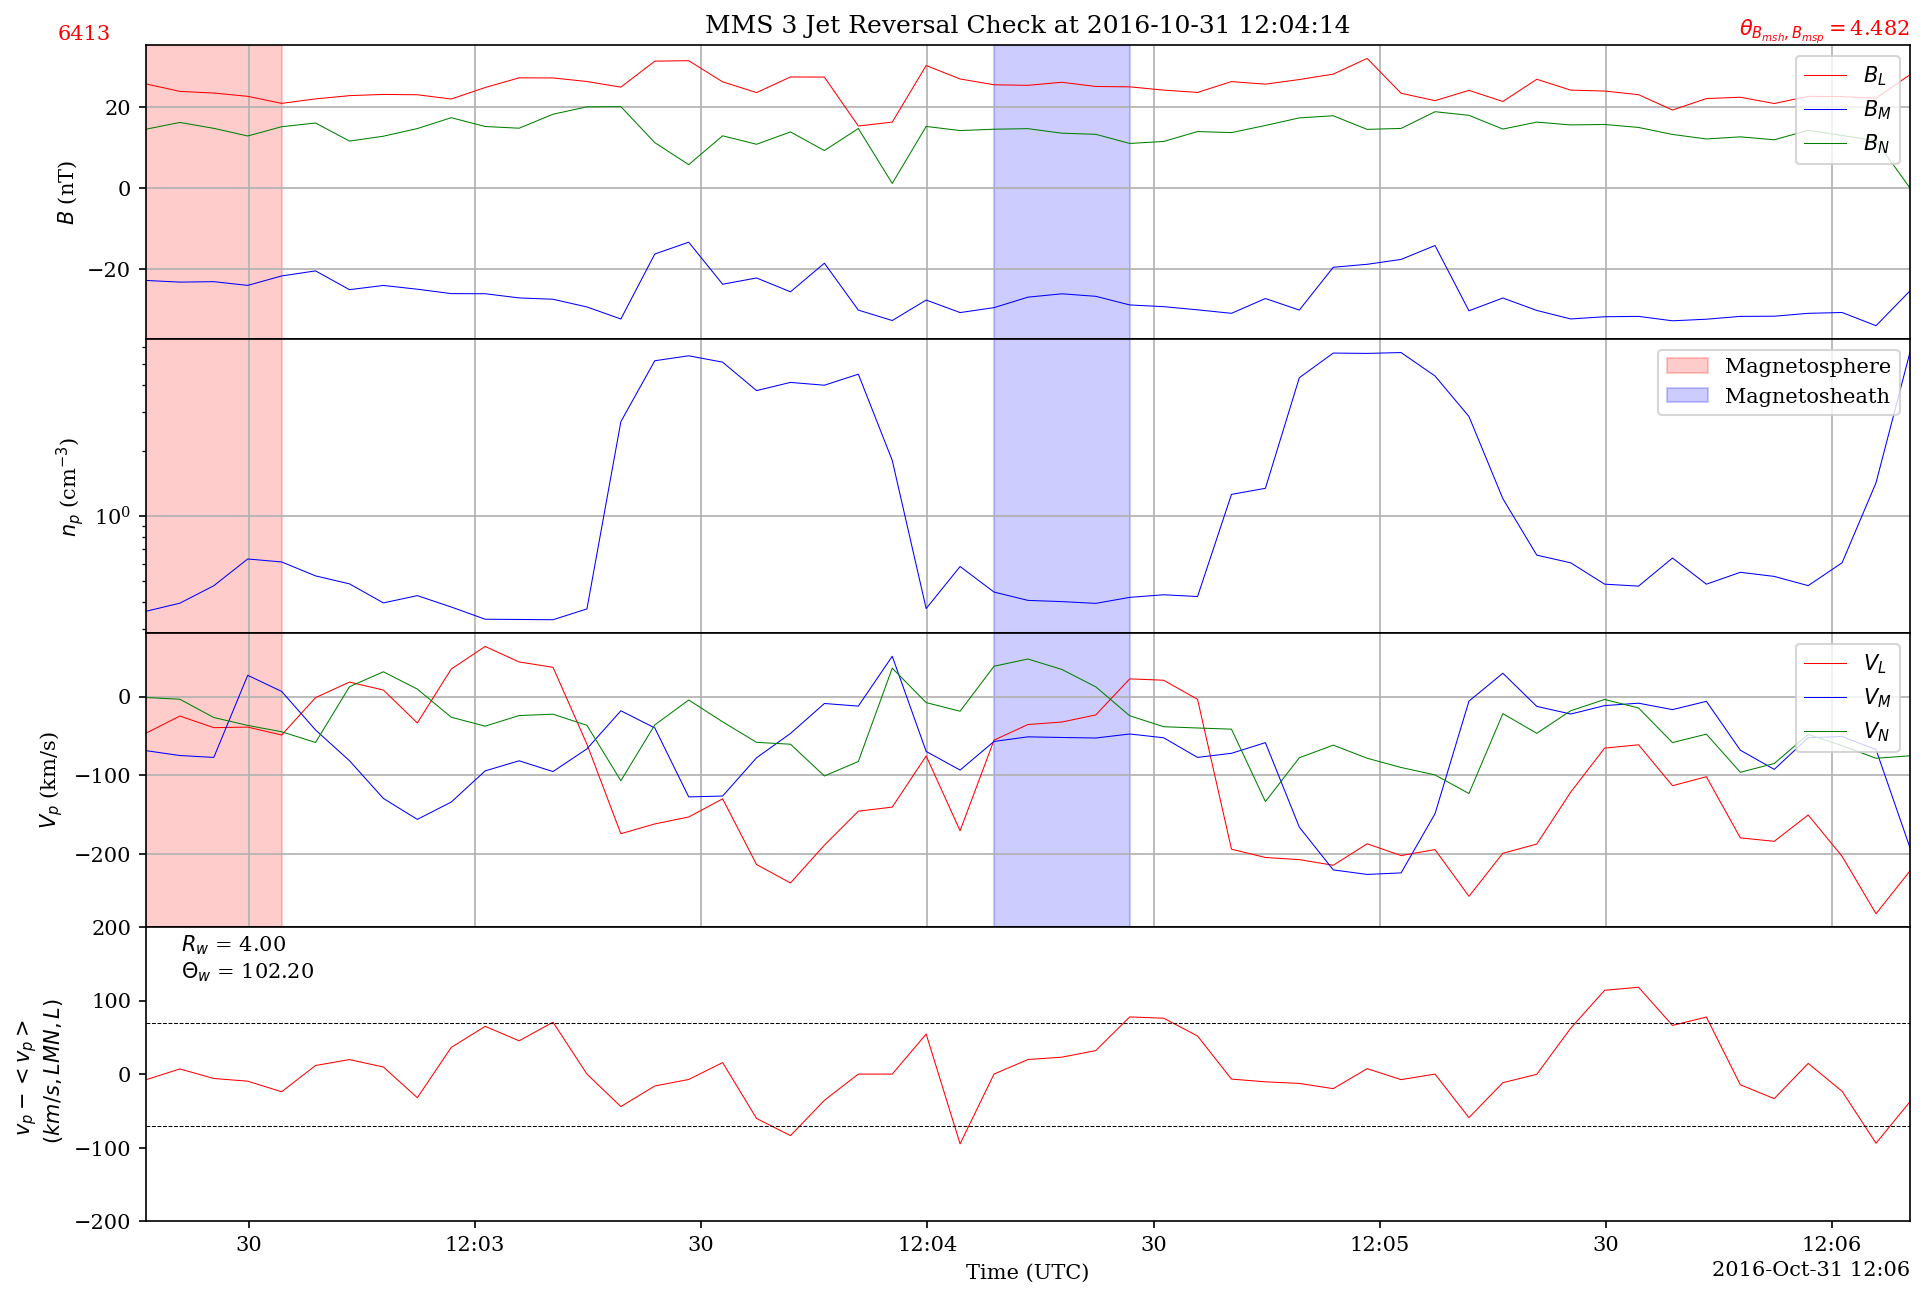 MMS 3 Jet Reversal Check at 2016-10-31 12:04:14
6413
θ_{B_{msh}, B_{msp}} = 4.482
B (nT)
20
0
−20
B_L
B_M
B_N
n_p (cm^{−3})
10^0
Magnetosphere
Magnetosheath
V_p (km/s)
0
−100
−200
V_L
V_M
V_N
v_p − < v_p >
(km/s, LMN, L)
200
100
0
−100
−200
R_w = 4.00
Θ_w = 102.20
30
12:03
30
12:04
30
12:05
30
12:06
Time (UTC)
2016-Oct-31 12:06